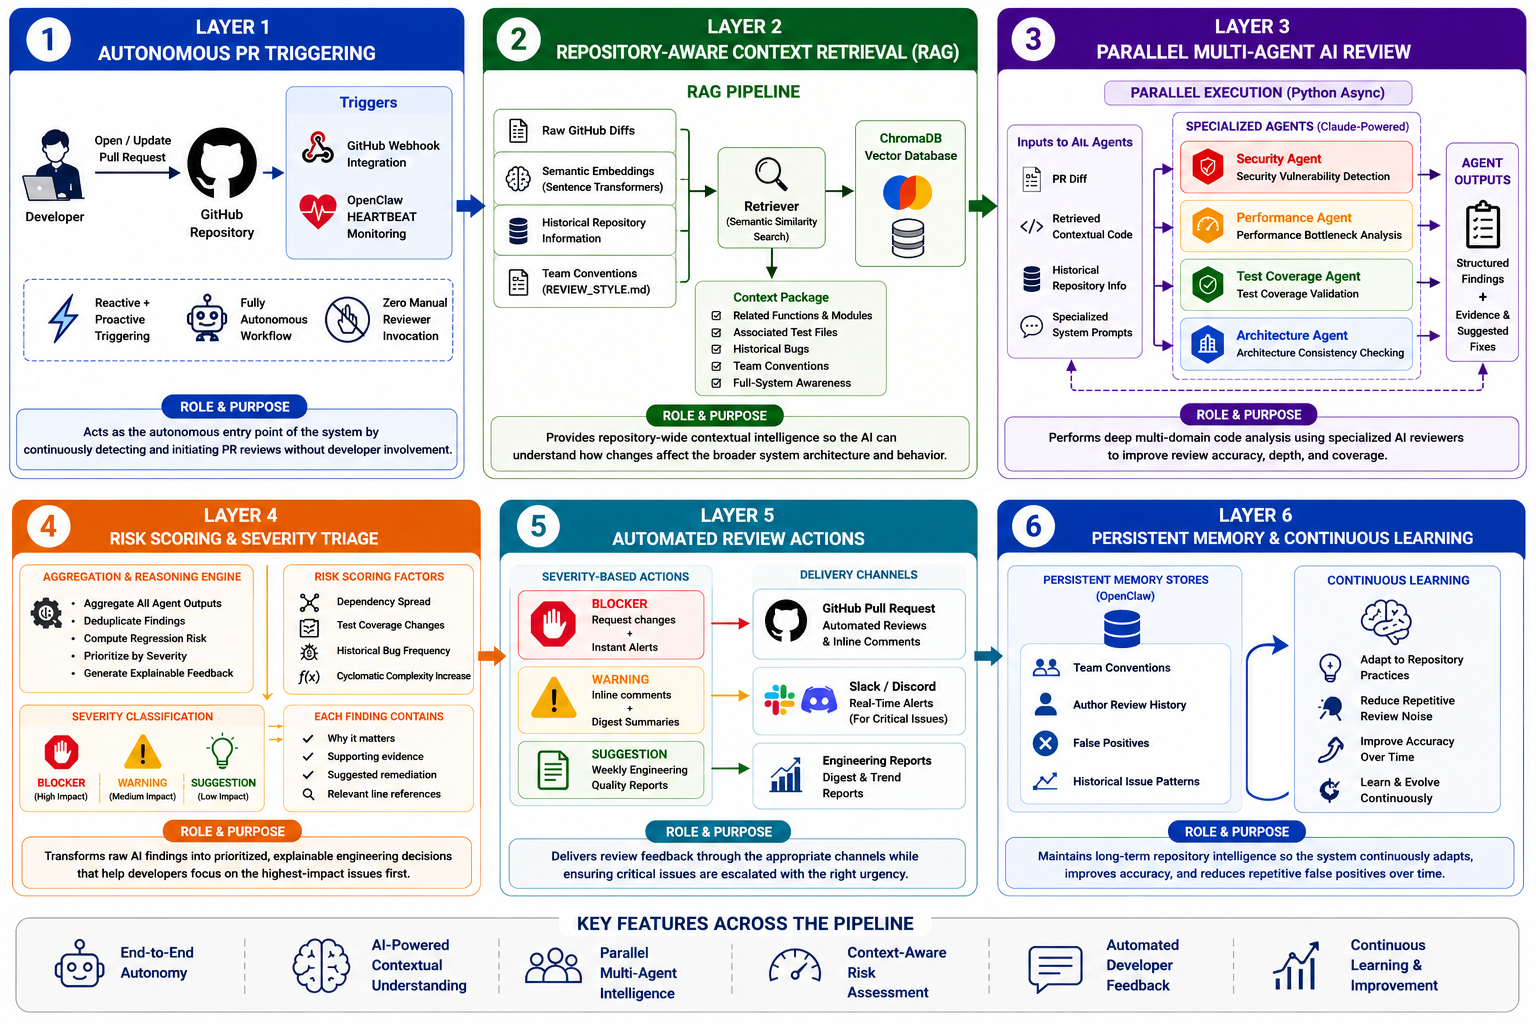 1
LAYER 1
AUTONOMOUS PR TRIGGERING
Developer
Open / Update
Pull Request
GitHub
Repository
Triggers
GitHub Webhook
Integration
OpenClaw
HEARTBEAT
Monitoring
Reactive +
Proactive
Triggering
Fully
Autonomous
Workflow
Zero Manual
Reviewer
Invocation
ROLE & PURPOSE
Acts as the autonomous entry point of the system by
continuously detecting and initiating PR reviews without developer involvement.
2
LAYER 2
REPOSITORY-AWARE CONTEXT RETRIEVAL (RAG)
RAG PIPELINE
Raw GitHub Diffs
Semantic Embeddings
(Sentence Transformers)
Historical Repository
Information
Team Conventions
(REVIEW_STYLE.md)
Retriever
(Semantic Similarity
Search)
ChromaDB
Vector Database
Context Package
Related Functions & Modules
Associated Test Files
Historical Bugs
Team Conventions
Full-System Awareness
ROLE & PURPOSE
Provides repository-wide contextual intelligence so the AI can
understand how changes affect the broader system architecture and behavior.
3
LAYER 3
PARALLEL MULTI-AGENT AI REVIEW
PARALLEL EXECUTION (Python Async)
Inputs to AIL Agents
PR Diff
Retrieved
Contextual Code
Historical
Repository Info
Specialized
System Prompts
SPECIALIZED AGENTS (Claude-Powered)
Security Agent
Security Vulnerability Detection
Performance Agent
Performance Bottleneck Analysis
Test Coverage Agent
Test Coverage Validation
Architecture Agent
Architecture Consistency Checking
AGENT
OUTPUTS
Structured
Findings
+
Evidence &
Suggested
Fixes
ROLE & PURPOSE
Performs deep multi-domain code analysis using specialized AI reviewers
to improve review accuracy, depth, and coverage.
4
LAYER 4
RISK SCORING & SEVERITY TRIAGE
AGGREGATION & REASONING ENGINE
• Aggregate All Agent Outputs
• Deduplicate Findings
• Compute Regression Risk
• Prioritize by Severity
• Generate Explainable Feedback
RISK SCORING FACTORS
Dependency Spread
Test Coverage Changes
Historical Bug Frequency
f(x) Cyclomatic Complexity Increase
SEVERITY CLASSIFICATION
BLOCKER
(High Impact)
WARNING
(Medium Impact)
SUGGESTION
(Low Impact)
EACH FINDING CONTAINS
Why it matters
Supporting evidence
Suggested remediation
Relevant line references
ROLE & PURPOSE
Transforms raw AI findings into prioritized, explainable engineering decisions
that help developers focus on the highest-impact issues first.
5
LAYER 5
AUTOMATED REVIEW ACTIONS
SEVERITY-BASED ACTIONS
BLOCKER
Request changes
+
Instant Alerts
WARNING
Inline comments
+
Digest Summaries
SUGGESTION
Weekly Engineering
Quality Reports
DELIVERY CHANNELS
GitHub Pull Request
Automated Reviews
& Inline Comments
Slack / Discord
Real-Time Alerts
(For Critical Issues)
Engineering Reports
Digest & Trend
Reports
ROLE & PURPOSE
Delivers review feedback through the appropriate channels while
ensuring critical issues are escalated with the right urgency.
6
LAYER 6
PERSISTENT MEMORY & CONTINUOUS LEARNING
PERSISTENT MEMORY STORES
(OpenClaw)
Team Conventions
Author Review History
False Positives
Historical Issue Patterns
CONTINUOUS LEARNING
Adapt to Repository
Practices
Reduce Repetitive
Review Noise
Improve Accuracy
Over Time
Learn & Evolve
Continuously
ROLE & PURPOSE
Maintains long-term repository intelligence so the system continuously adapts,
improves accuracy, and reduces repetitive false positives over time.
KEY FEATURES ACROSS THE PIPELINE
End-to-End
Autonomy
AI-Powered
Contextual
Understanding
Parallel
Multi-Agent
Intelligence
Context-Aware
Risk
Assessment
Automated
Developer
Feedback
Continuous
Learning &
Improvement